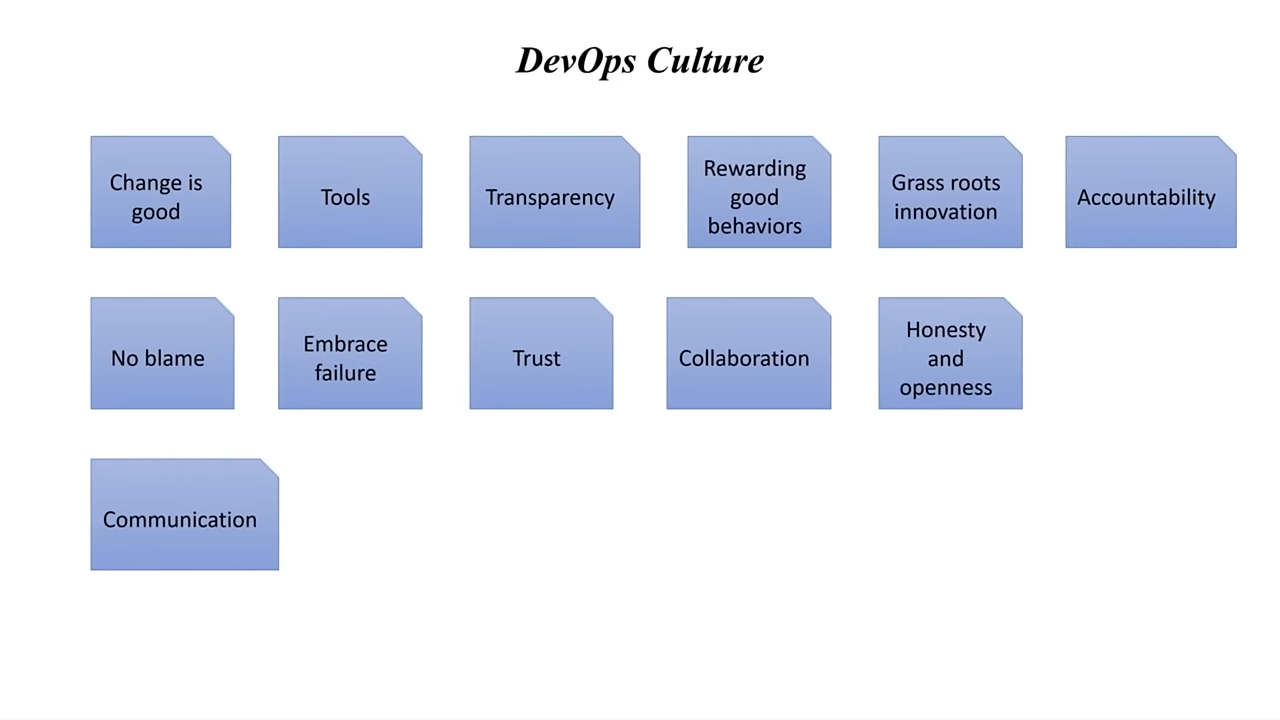 DevOps Culture
Change is
good
Tools
Transparency
Rewarding
good
behaviors
Grass roots
innovation
Accountability
No blame
Embrace
failure
Trust
Collaboration
Honesty
and
openness
Communication